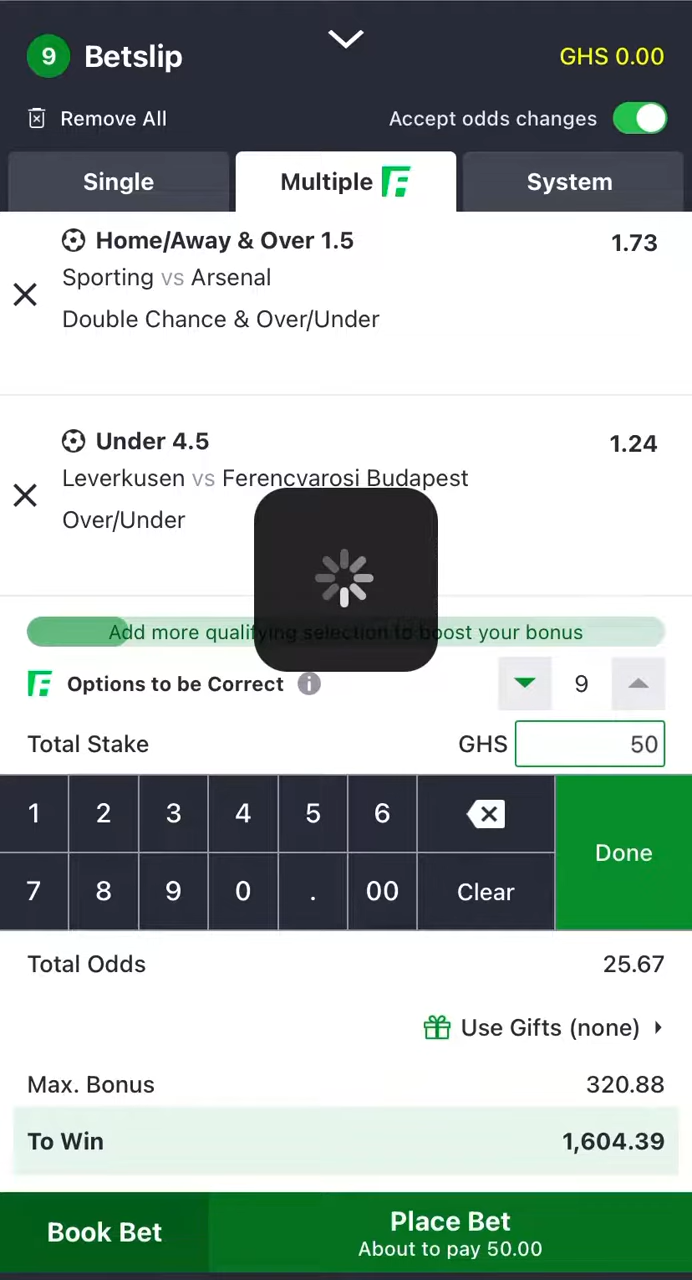 9 Betslip GHS 0.00
Remove All Accept odds changes
Single Multiple System
Home/Away & Over 1.5 1.73
Sporting vs Arsenal
Double Chance & Over/Under
Under 4.5 1.24
Leverkusen vs Ferencvarosi Budapest
Over/Under
Add more qualifying selection to boost your bonus
Options to be Correct i 9
Total Stake GHS 50
1 2 3 4 5 6
Done
7 8 9 0 . 00 Clear
Total Odds 25.67
Use Gifts (none)
Max. Bonus 320.88
To Win 1,604.39
Book Bet Place Bet
About to pay 50.00